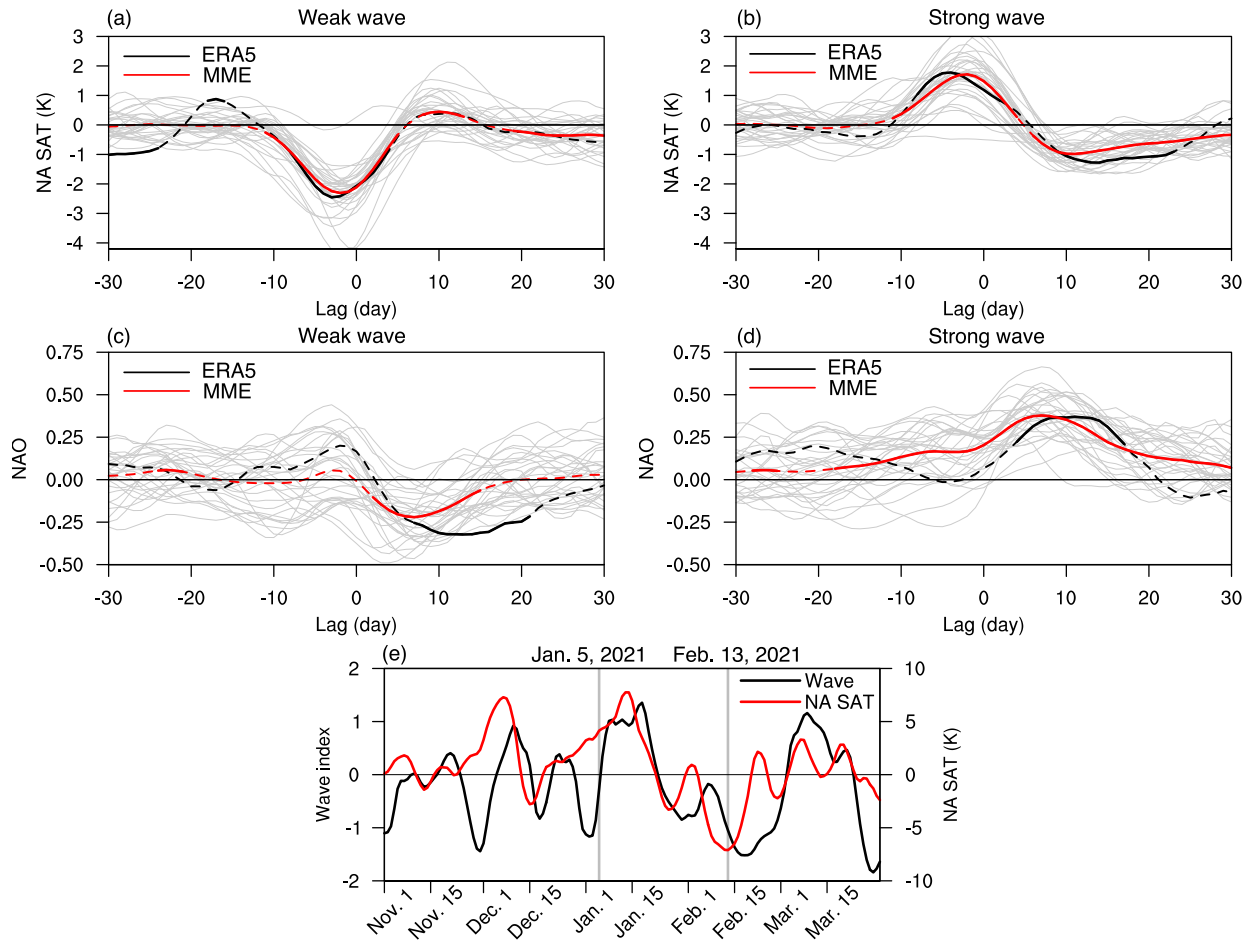 (a) Weak wave
NA SAT (K)
3
2
1
0
-1
-2
-3
-4
ERA5
MME
-30 -20 -10 0 10 20 30
Lag (day)
(b) Strong wave
NA SAT (K)
3
2
1
0
-1
-2
-3
-4
ERA5
MME
-30 -20 -10 0 10 20 30
Lag (day)
(c) Weak wave
NAO
0.75
0.50
0.25
0.00
-0.25
-0.50
ERA5
MME
-30 -20 -10 0 10 20 30
Lag (day)
(d) Strong wave
NAO
0.75
0.50
0.25
0.00
-0.25
-0.50
ERA5
MME
-30 -20 -10 0 10 20 30
Lag (day)
(e) Jan. 5, 2021 Feb. 13, 2021
Wave index
2
1
0
-1
-2
Wave
NA SAT
10
5
0
-5
-10
NA SAT (K)
Nov. 1 Nov. 15 Dec. 1 Dec. 15 Jan. 1 Jan. 15 Feb. 1 Feb. 15 Mar. 1 Mar. 15